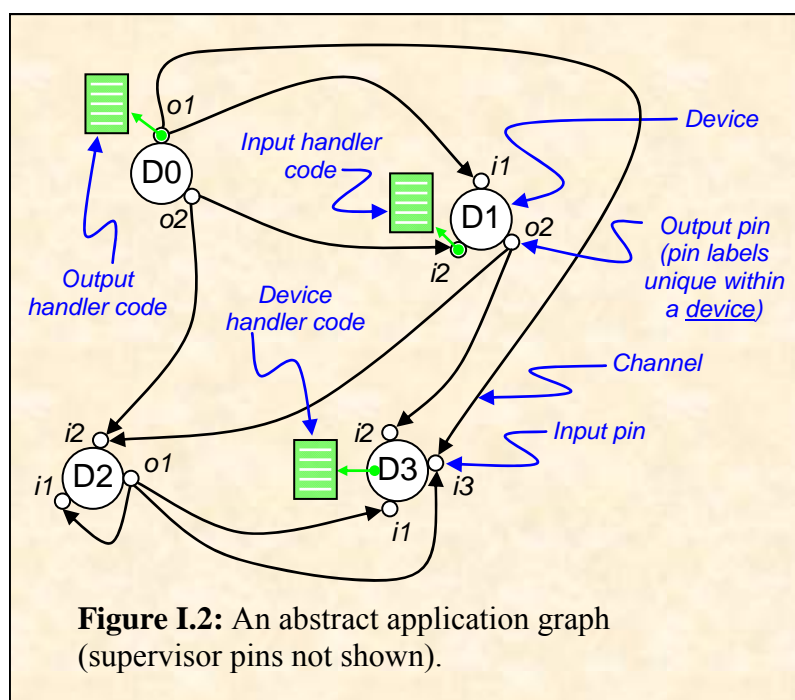 o1
Input handler
code
Device
i1
D0
D1
o2
o2
Output pin
(pin labels
unique within
a device)
i2
Output
handler code
Device
handler code
Channel
i2
i2
Input pin
o1
D2
D3
i1
i3
i1
Figure I.2: An abstract application graph
(supervisor pins not shown).